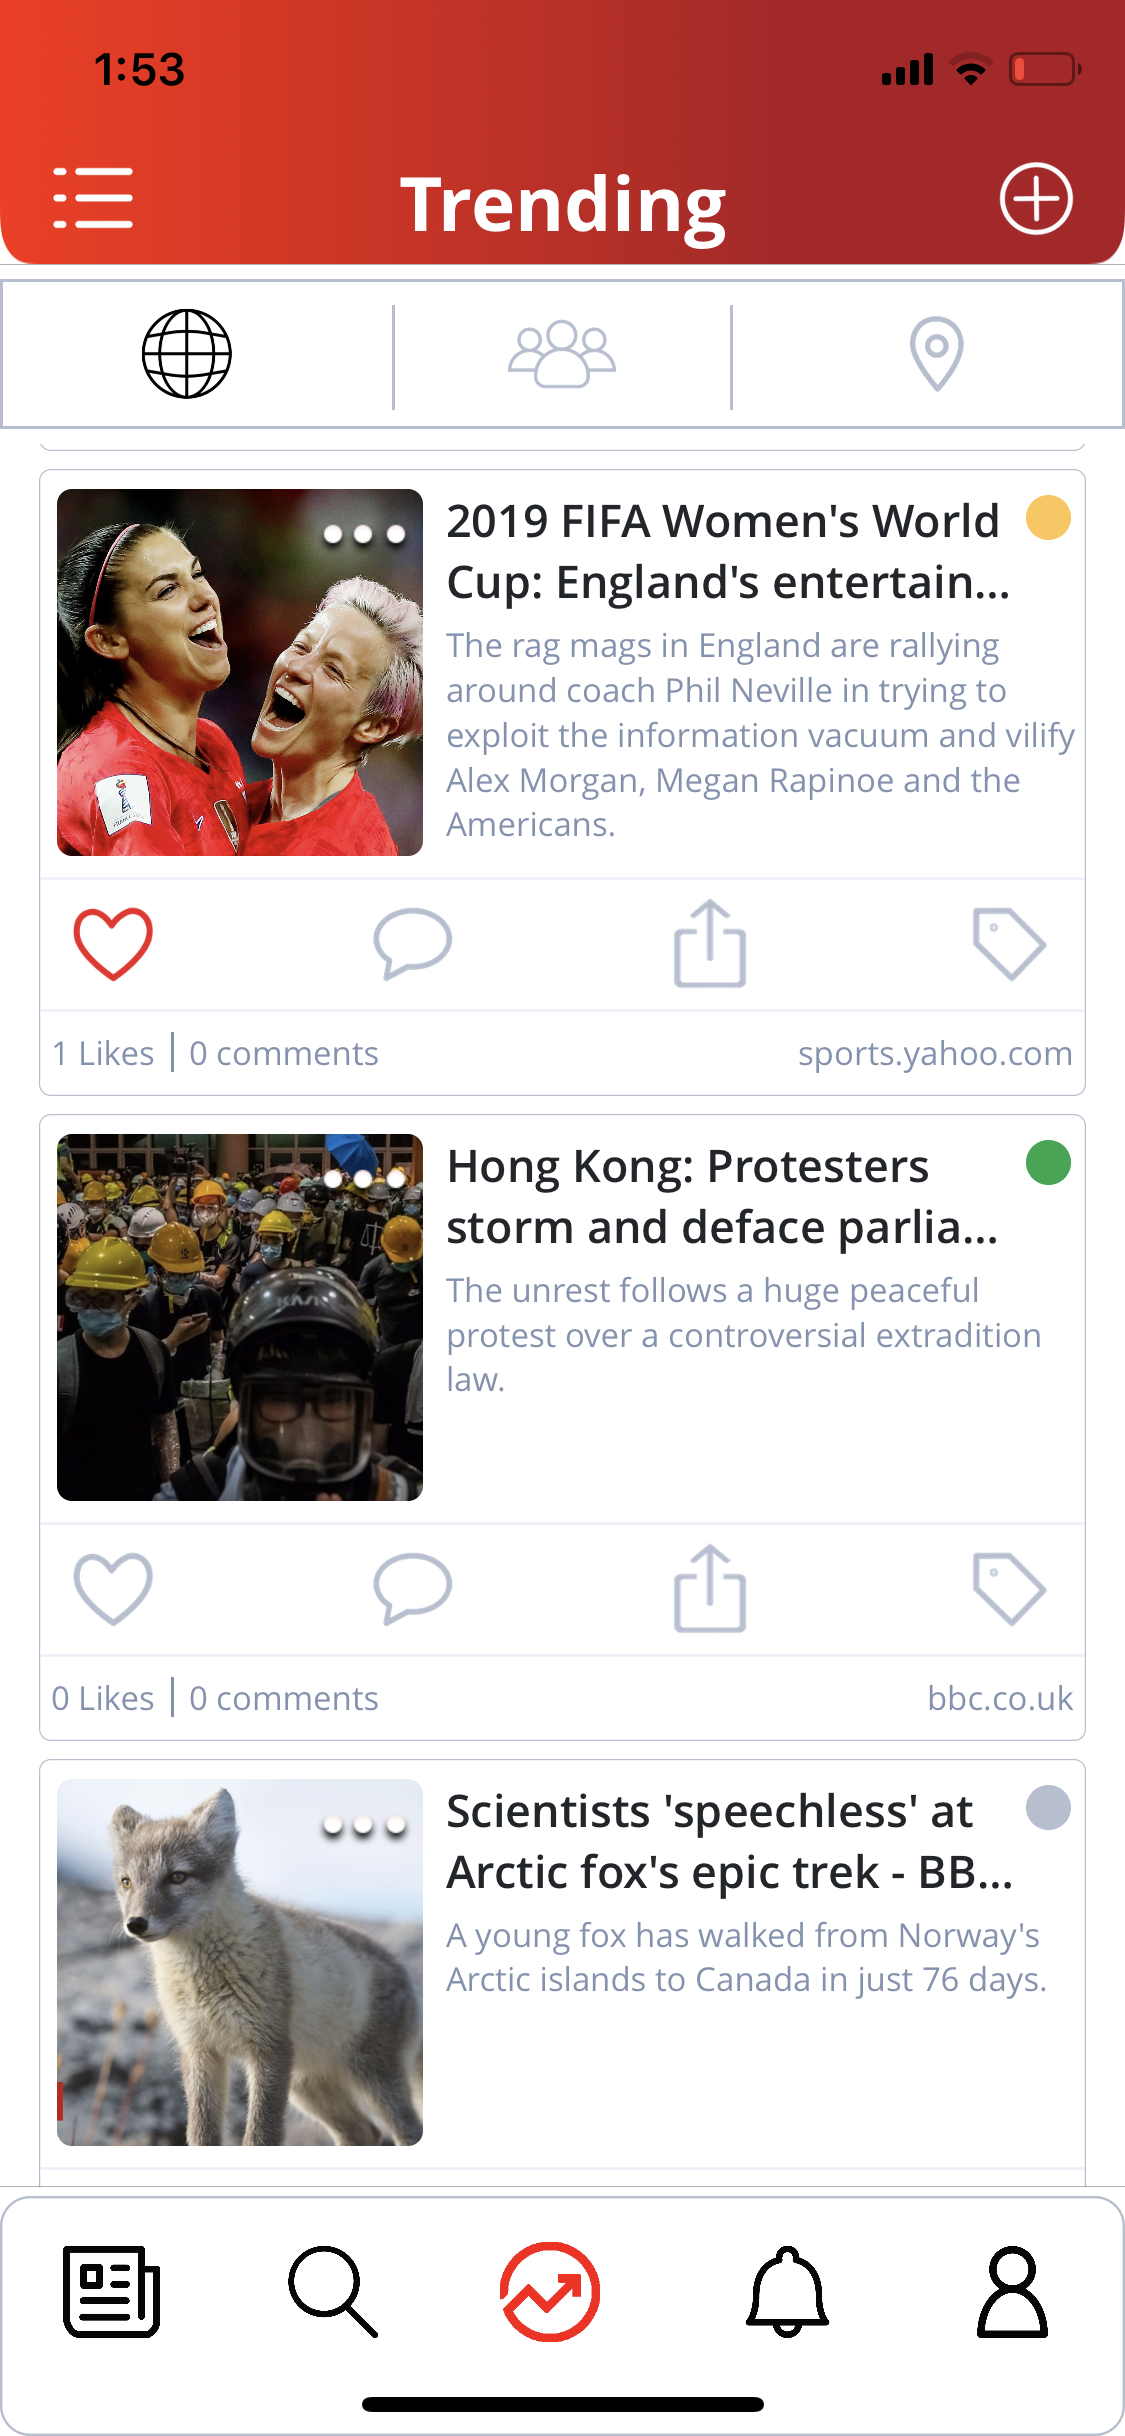 1:53
Trending
2019 FIFA Women's World
Cup: England's entertain...
The rag mags in England are rallying
around coach Phil Neville in trying to
exploit the information vacuum and vilify
Alex Morgan, Megan Rapinoe and the
Americans.
1 Likes | 0 comments
sports.yahoo.com
Hong Kong: Protesters
storm and deface parlia...
The unrest follows a huge peaceful
protest over a controversial extradition
law.
0 Likes | 0 comments
bbc.co.uk
Scientists 'speechless' at
Arctic fox's epic trek - BB...
A young fox has walked from Norway's
Arctic islands to Canada in just 76 days.